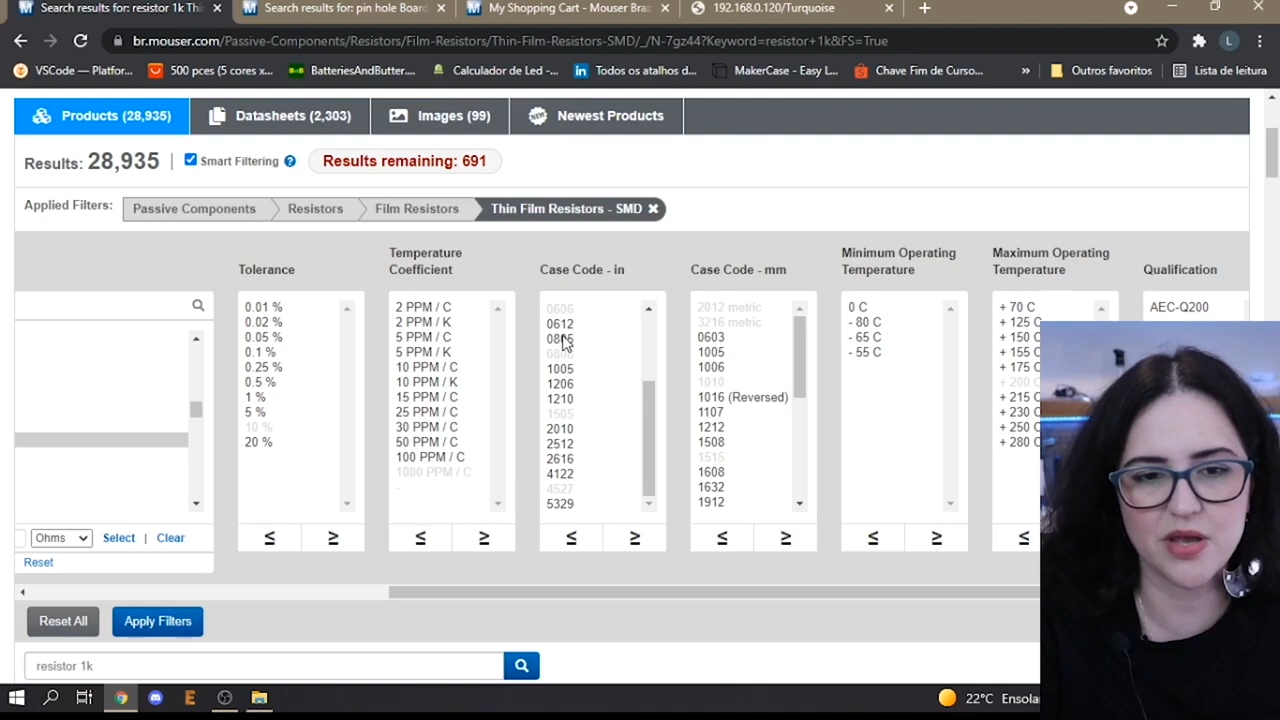 Search results for: resistor 1k Thi
Search results for: pin hole Board
My Shopping Cart - Mouser Braz
192.168.0.120/Turquoise
br.mouser.com/Passive-Components/Resistors/Film-Resistors/Thin-Film-Resistors-SMD/_/N-7gz44?Keyword=resistor+1k&FS=True
L
VSCode — Platfor...
500 pces (5 cores x...
BatteriesAndButter...
Calculador de Led -...
Todos os atalhos d...
MakerCase - Easy L...
Chave Fim de Curso...
»
Outros favoritos
Lista de leitura
Products (28,935)
Datasheets (2,303)
Images (99)
NEW
Newest Products
Results: 28,935
Smart Filtering
Results remaining: 691
Applied Filters:
Passive Components
Resistors
Film Resistors
Thin Film Resistors - SMD
Tolerance
0.01 %
0.02 %
0.05 %
0.1 %
0.25 %
0.5 %
1 %
5 %
10 %
20 %
Temperature
Coefficient
2 PPM / C
2 PPM / K
5 PPM / C
5 PPM / K
10 PPM / C
10 PPM / K
15 PPM / C
25 PPM / C
30 PPM / C
50 PPM / C
100 PPM / C
1000 PPM / C
-
Case Code - in
0606
0612
0805
1005
1206
1210
1505
2010
2512
2616
4122
4527
5329
Case Code - mm
2012 metric
3216 metric
0603
1005
1006
1010
1016 (Reversed)
1107
1212
1508
1515
1608
1632
1912
Minimum Operating
Temperature
0 C
- 80 C
- 65 C
- 55 C
Maximum Operating
Temperature
+ 70 C
+ 125
+ 150
+ 155
+ 175
+ 200
+ 215
+ 230
+ 250
+ 280
Qualification
AEC-Q200
Ohms
Select | Clear
≤ ≥ ≤ ≥ ≤ ≥ ≤ ≥ ≤ ≥ ≤
Reset
Reset All
Apply Filters
resistor 1k
22°C Ensola